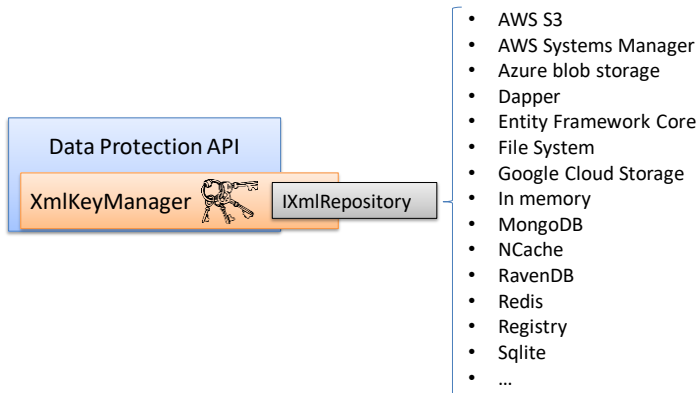 Data Protection API
XmlKeyManager
IXmlRepository
• AWS S3
• AWS Systems Manager
• Azure blob storage
• Dapper
• Entity Framework Core
• File System
• Google Cloud Storage
• In memory
• MongoDB
• NCache
• RavenDB
• Redis
• Registry
• Sqlite
• ...